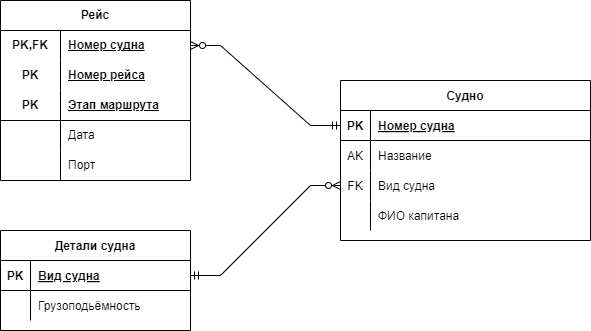 Рейс
PK,FK Номер судна
PK Номер рейса
PK Этап маршрута
Дата
Порт
Судно
PK Номер судна
AK Название
FK Вид судна
ФИО капитана
Детали судна
PK Вид судна
Грузоподьёмность